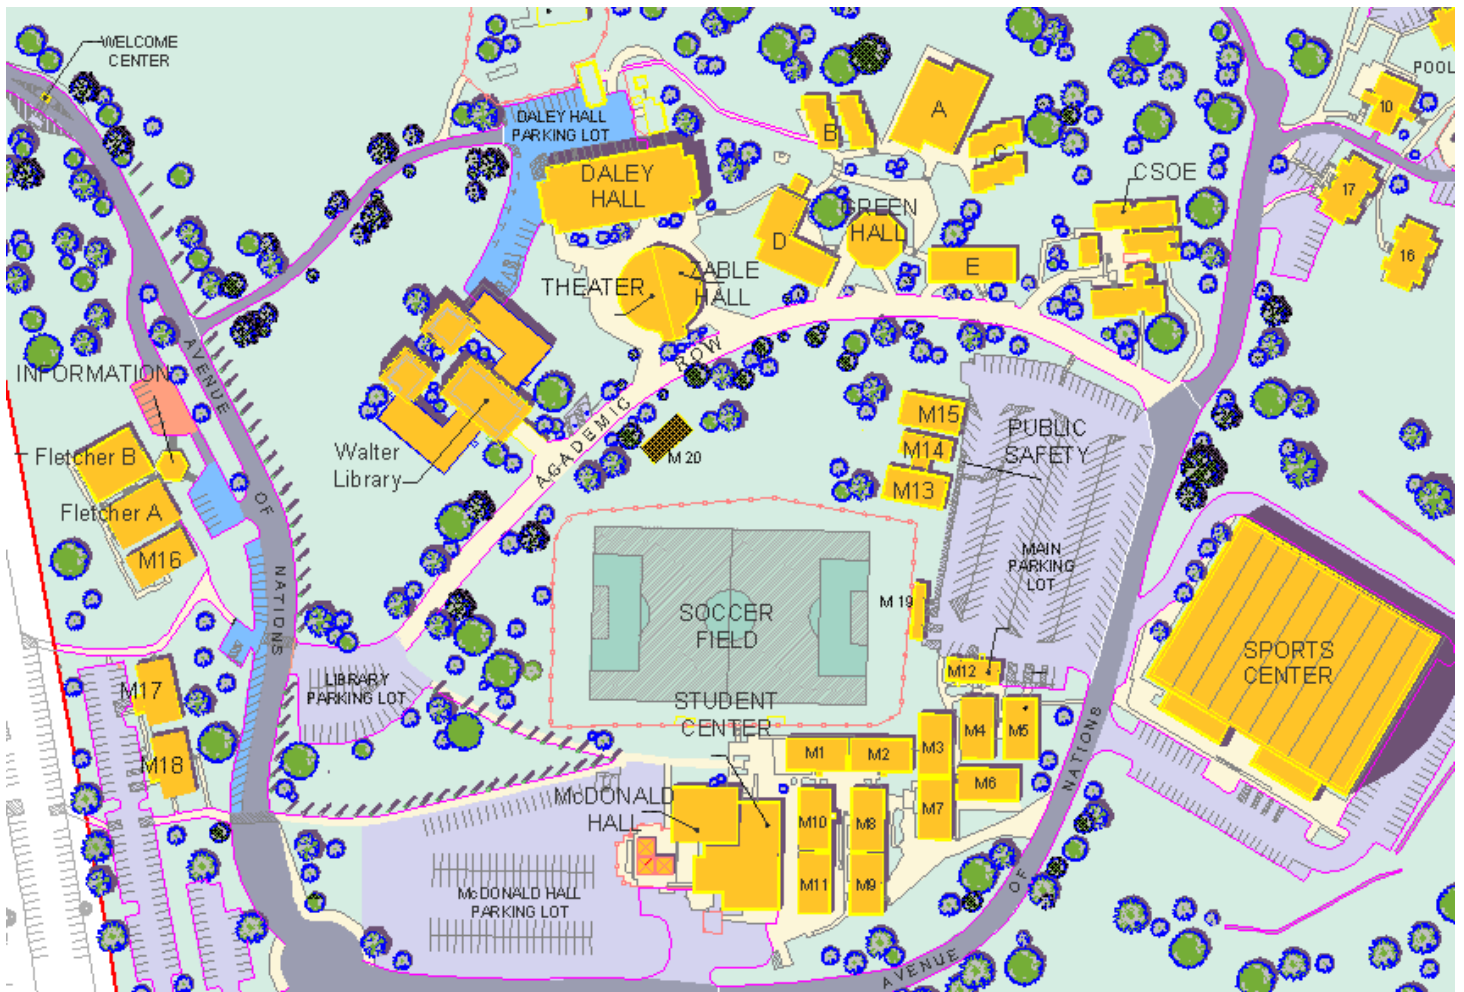 WELCOME
CENTER
POOL
10
DALEY HALL
PARKING LOT
A
B
C
DALEY
HALL
CSOE
17
GREEN
HALL
D
16
E
THEATER
ZABLE
HALL
AVENUE OF NATIONS
INFORMATION
ACADEMIC ROW
M15
PUBLIC
SAFETY
M14
M13
Walter
Library
M 20
Fletcher B
Fletcher A
M16
MAIN
PARKING
LOT
M 19
SOCCER
FIELD
SPORTS
CENTER
M12
M17
LIBRARY
PARKING LOT
STUDENT
CENTER
M18
M1
M2
M3
M4
M5
M6
M7
McDONALD
HALL
M10
M8
M11
M9
McDONALD HALL
PARKING LOT
AVENUE OF NATIONS